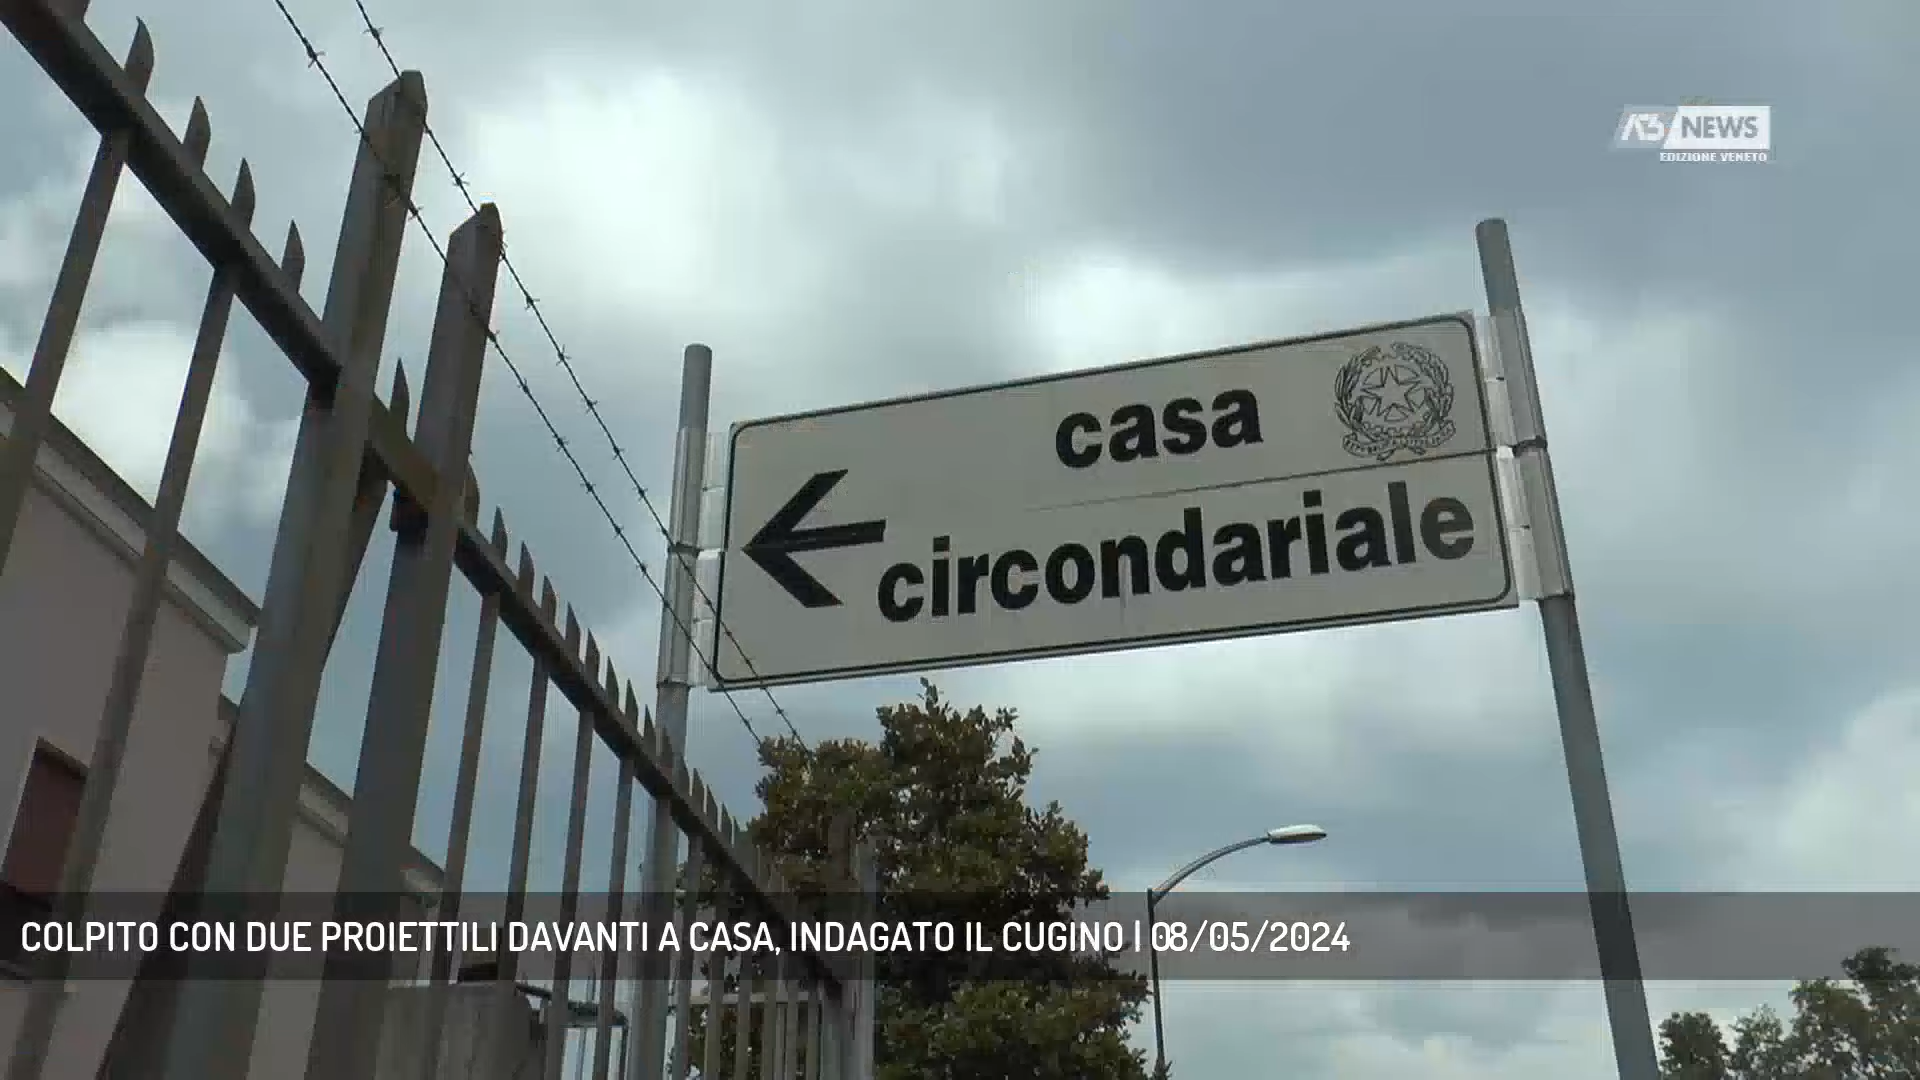 A3 NEWS
EDIZIONE VENETO
casa
circondariale
COLPITO CON DUE PROIETTILI DAVANTI A CASA, INDAGATO IL CUGINO | 08/05/2024